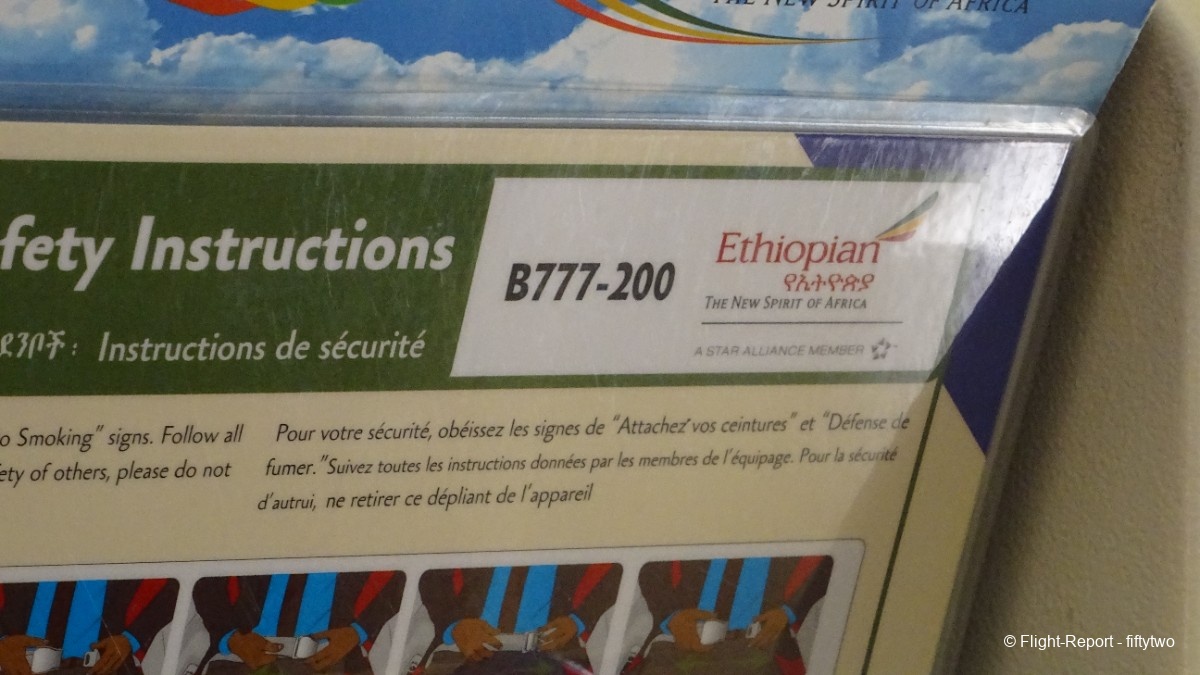 THE NEW SPIRIT OF AFRICA
fety Instructions
B777-200
Ethiopian
የኢትዮጵያ
THE NEW SPIRIT OF AFRICA
A STAR ALLIANCE MEMBER
ደንቦች፡ Instructions de sécurité
o Smoking” signs. Follow all
ety of others, please do not
Pour votre sécurité, obéissez les signes de “Attachez vos ceintures” et “Défense de
fumer.”Suivez toutes les instructions données par les membres de l’équipage. Pour la sécurité
d’autrui, ne retirer ce dépliant de l’appareil
© Flight-Report - fiftytwo